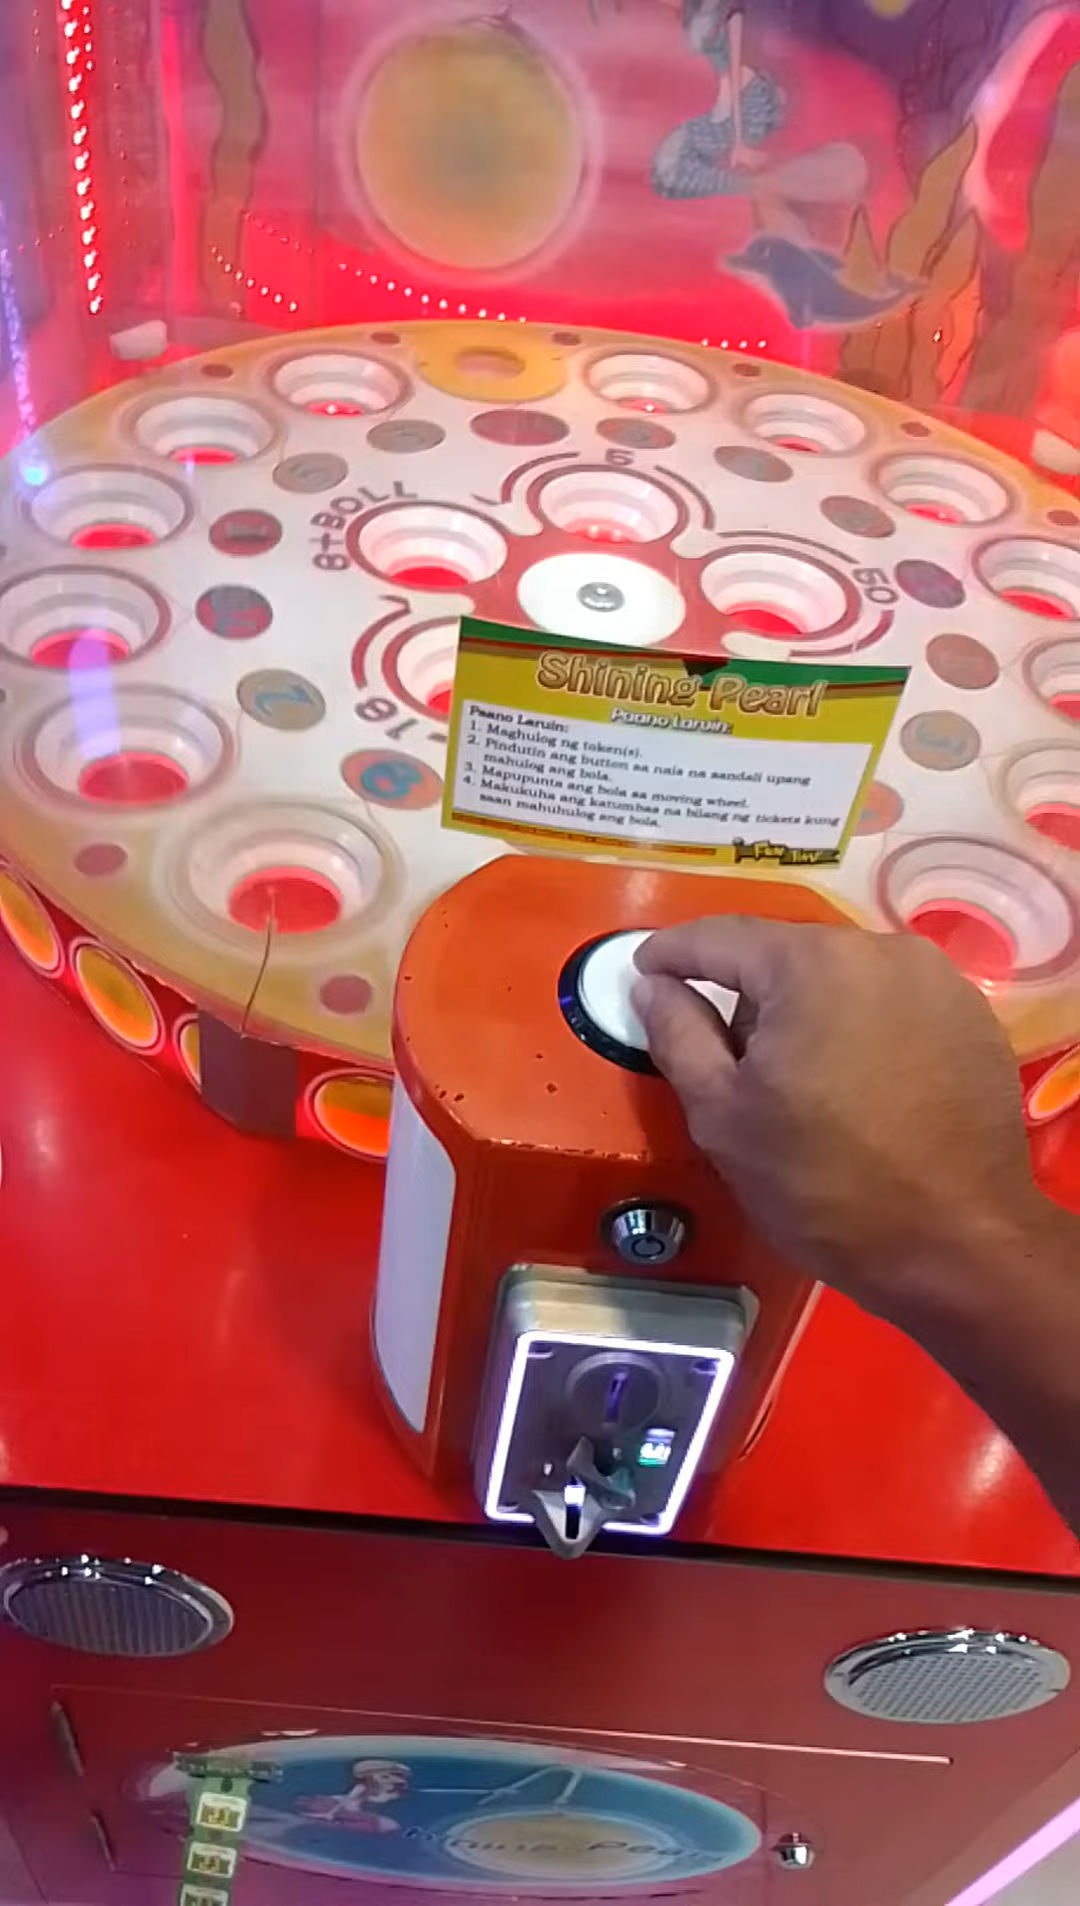 6
8+BOLL
50
18
2
8
Shining Pearl
Paano Laruin:
Paano Laruin:
1. Maghulog ng token(s).
2. Pindutin ang button sa nais na sandali upang
mahulog ang bola.
3. Mapupunta ang bola sa moving wheel.
4. Makukuha ang katumbas na bilang ng tickets kung
saan mahuhulog ang bola.